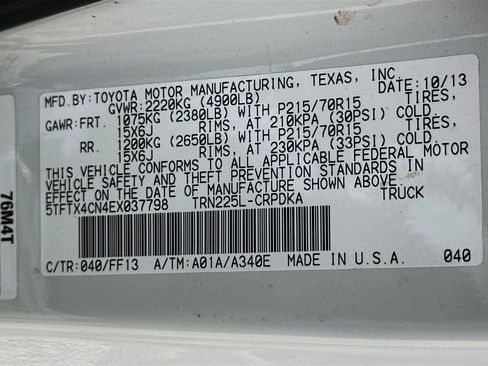 MFD.BY:TOYOTA MOTOR MANUFACTURING, TEXAS, INC. 10/13
GVWR:2220KG (4900LB)
GAWR:FRT. 1075KG (2380LB) WITH P215/70R15 TIRES,
15X6J RIMS, AT 210KPA (30PSI) COLD
RR. 1200KG (2650LB) WITH P215/70R15 TIRES,
15X6J RIMS, AT 230KPA (33PSI) COLD
THIS VEHICLE CONFORMS TO ALL APPLICABLE FEDERAL MOTOR
VEHICLE SAFETY AND THEFT PREVENTION STANDARDS IN
EFFECT ON THE DATE OF MANUFACTURE SHOWN ABOVE.
5TFTX4CN4EX037798 TRN225L-CRPDKA TRUCK
C/TR:040/FF13 A/TM:A01A/A340E MADE IN U.S.A. 040
76M4T